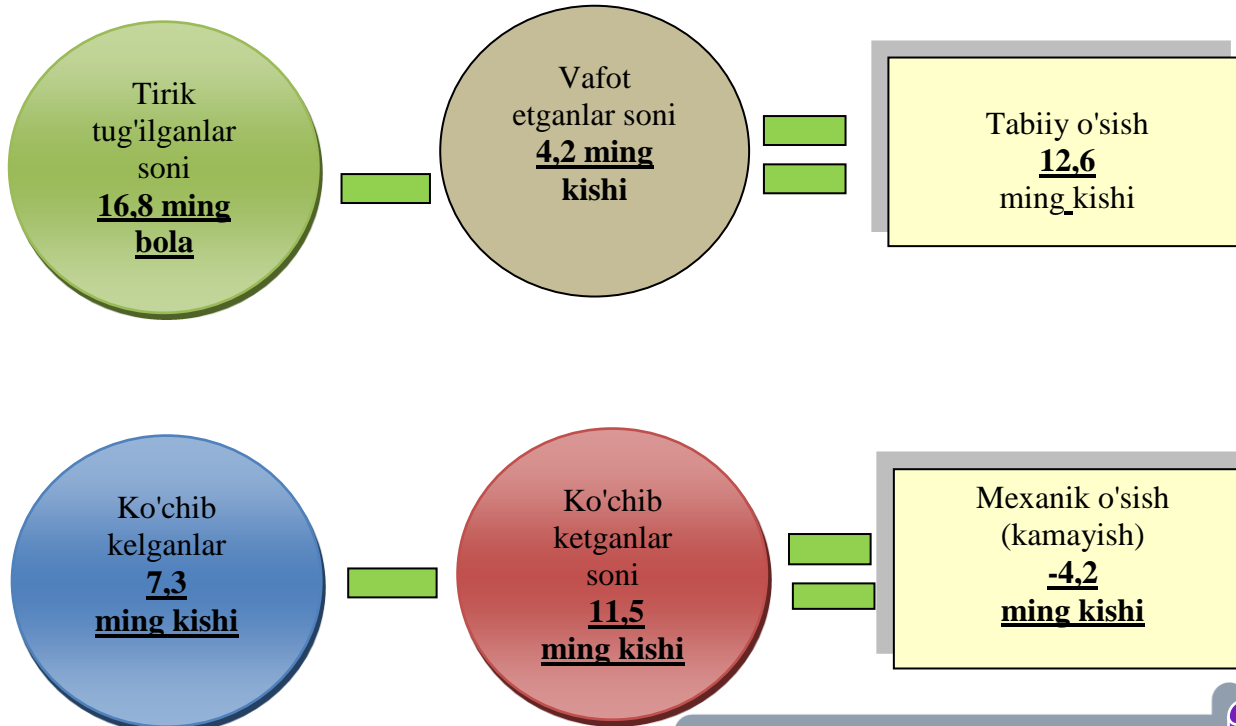 Tirik
tug'ilganlar
soni
16,8 ming
bola
Vafot
etganlar soni
4,2 ming
kishi
Tabiiy o'sish
12,6
ming kishi
Ko'chib
kelganlar
7,3
ming kishi
Ko'chib
ketganlar
soni
11,5
ming kishi
Mexanik o'sish
(kamayish)
-4,2
ming kishi